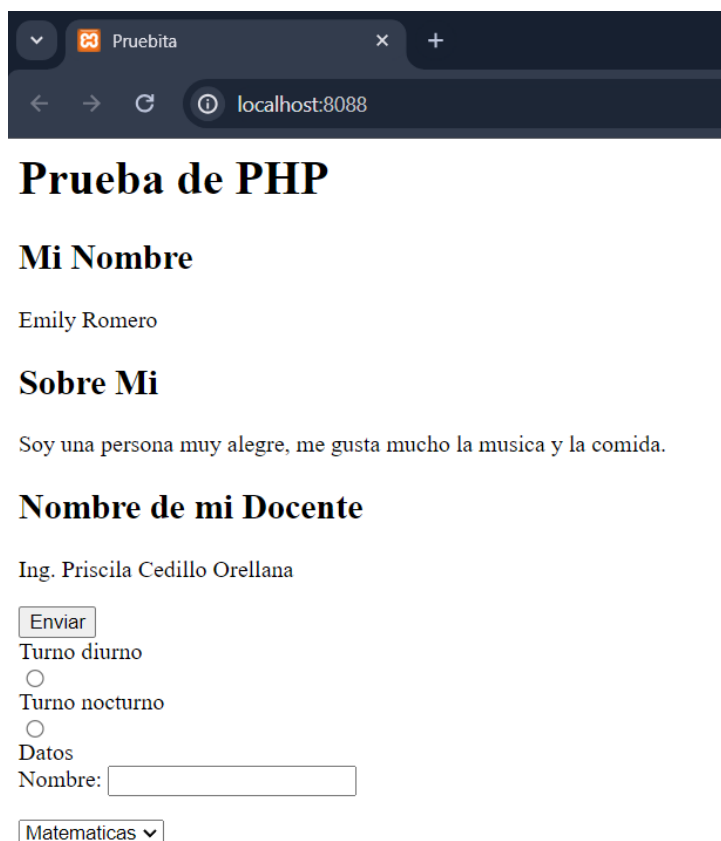 Pruebita
localhost:8088
Prueba de PHP
Mi Nombre
Emily Romero
Sobre Mi
Soy una persona muy alegre, me gusta mucho la musica y la comida.
Nombre de mi Docente
Ing. Priscila Cedillo Orellana
Enviar
Turno diurno
Turno nocturno
Datos
Nombre:
Matematicas